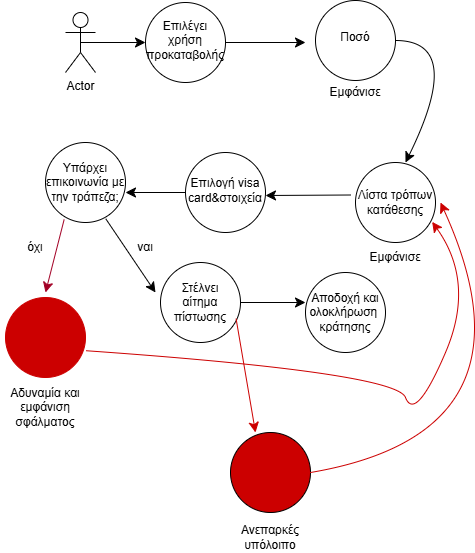 Επιλέγει
χρήση
προκαταβολής
Ποσό
Actor
Εμφάνισε
Υπάρχει
επικοινωνία με
την τράπεζα;
Επιλογή visa
card&στοιχεία
Λίστα τρόπων
κατάθεσης
όχι
ναι
Εμφάνισε
Στέλνει
αίτημα
πίστωσης
Αποδοχή και
ολοκλήρωση
κράτησης
Αδυναμία και
εμφάνιση
σφάλματος
Ανεπαρκές
υπόλοιπο